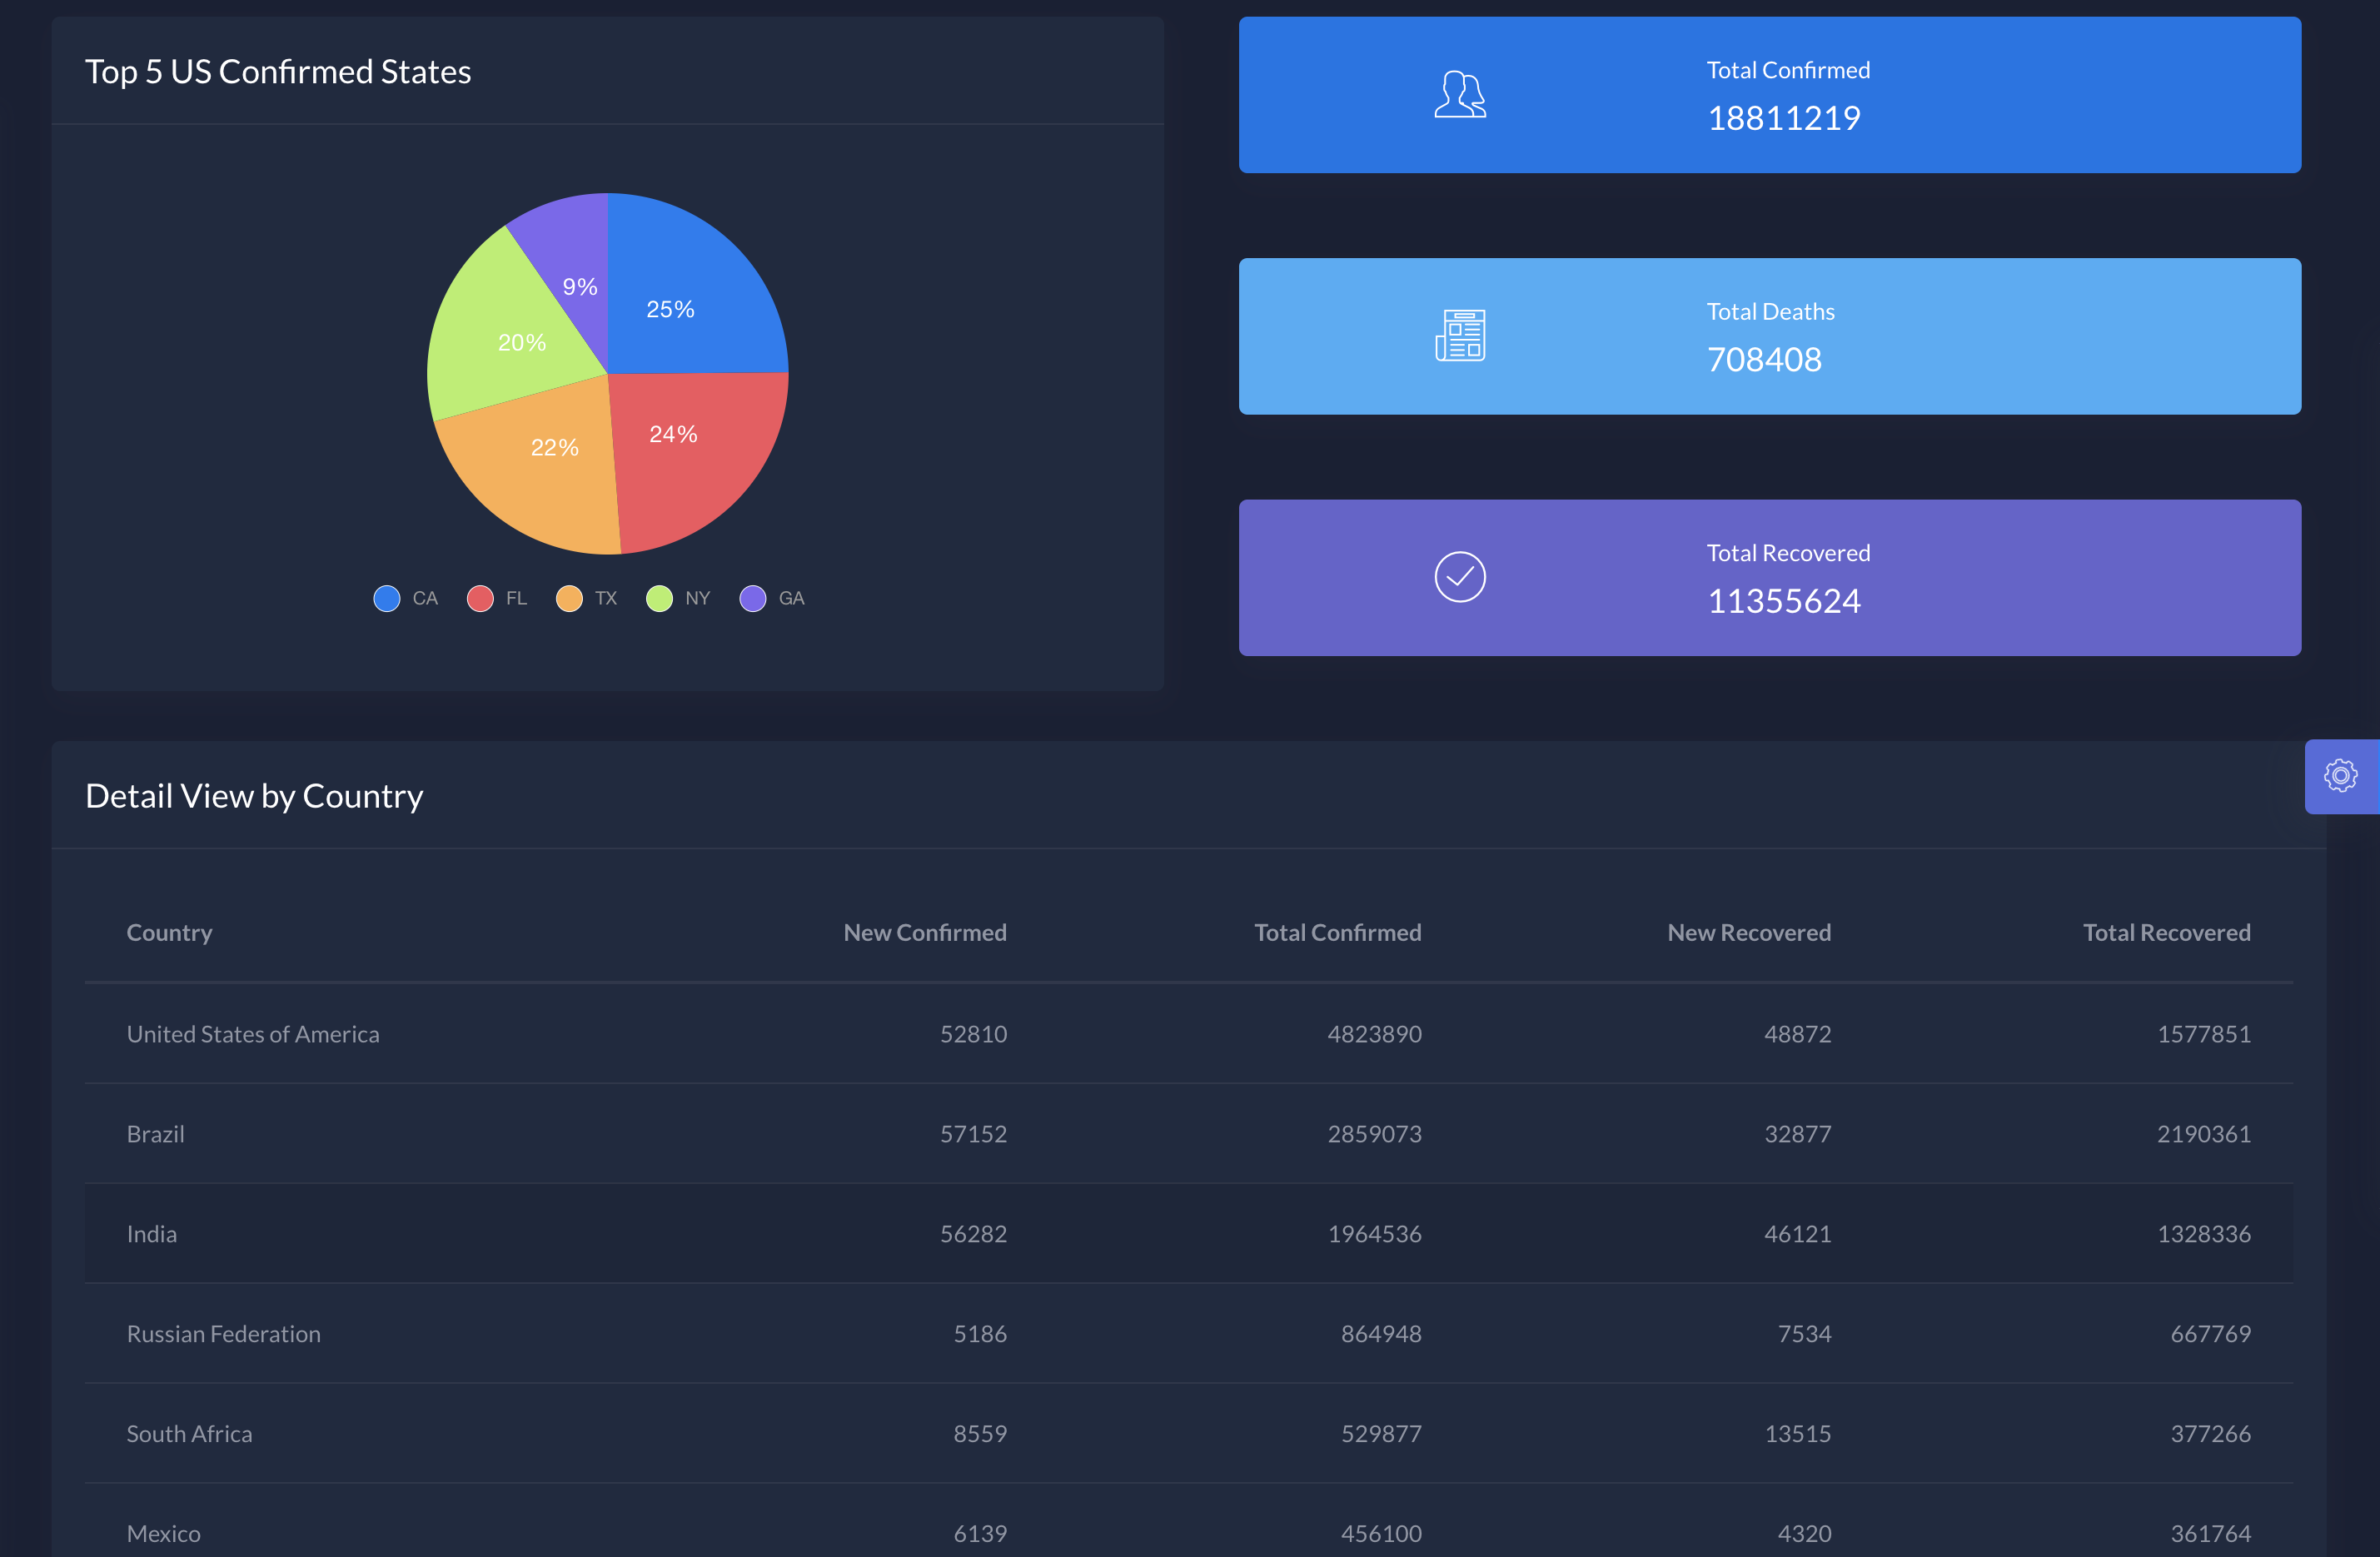 Top 5 US Confirmed States
9%
25%
20%
24%
22%
CA FL TX NY GA
Total Confirmed
18811219
Total Deaths
708408
Total Recovered
11355624
Detail View by Country
Country New Confirmed Total Confirmed New Recovered Total Recovered
United States of America 52810 4823890 48872 1577851
Brazil 57152 2859073 32877 2190361
India 56282 1964536 46121 1328336
Russian Federation 5186 864948 7534 667769
South Africa 8559 529877 13515 377266
Mexico 6139 456100 4320 361764